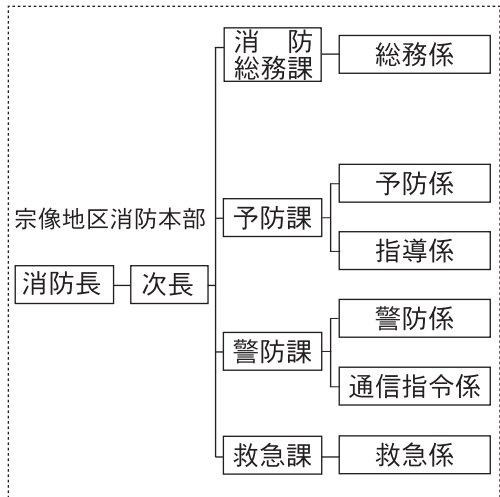 宗像地区消防本部
消防長
次長
消防
総務課
総務係
予防課
予防係
指導係
警防課
警防係
通信指令係
救急課
救急係